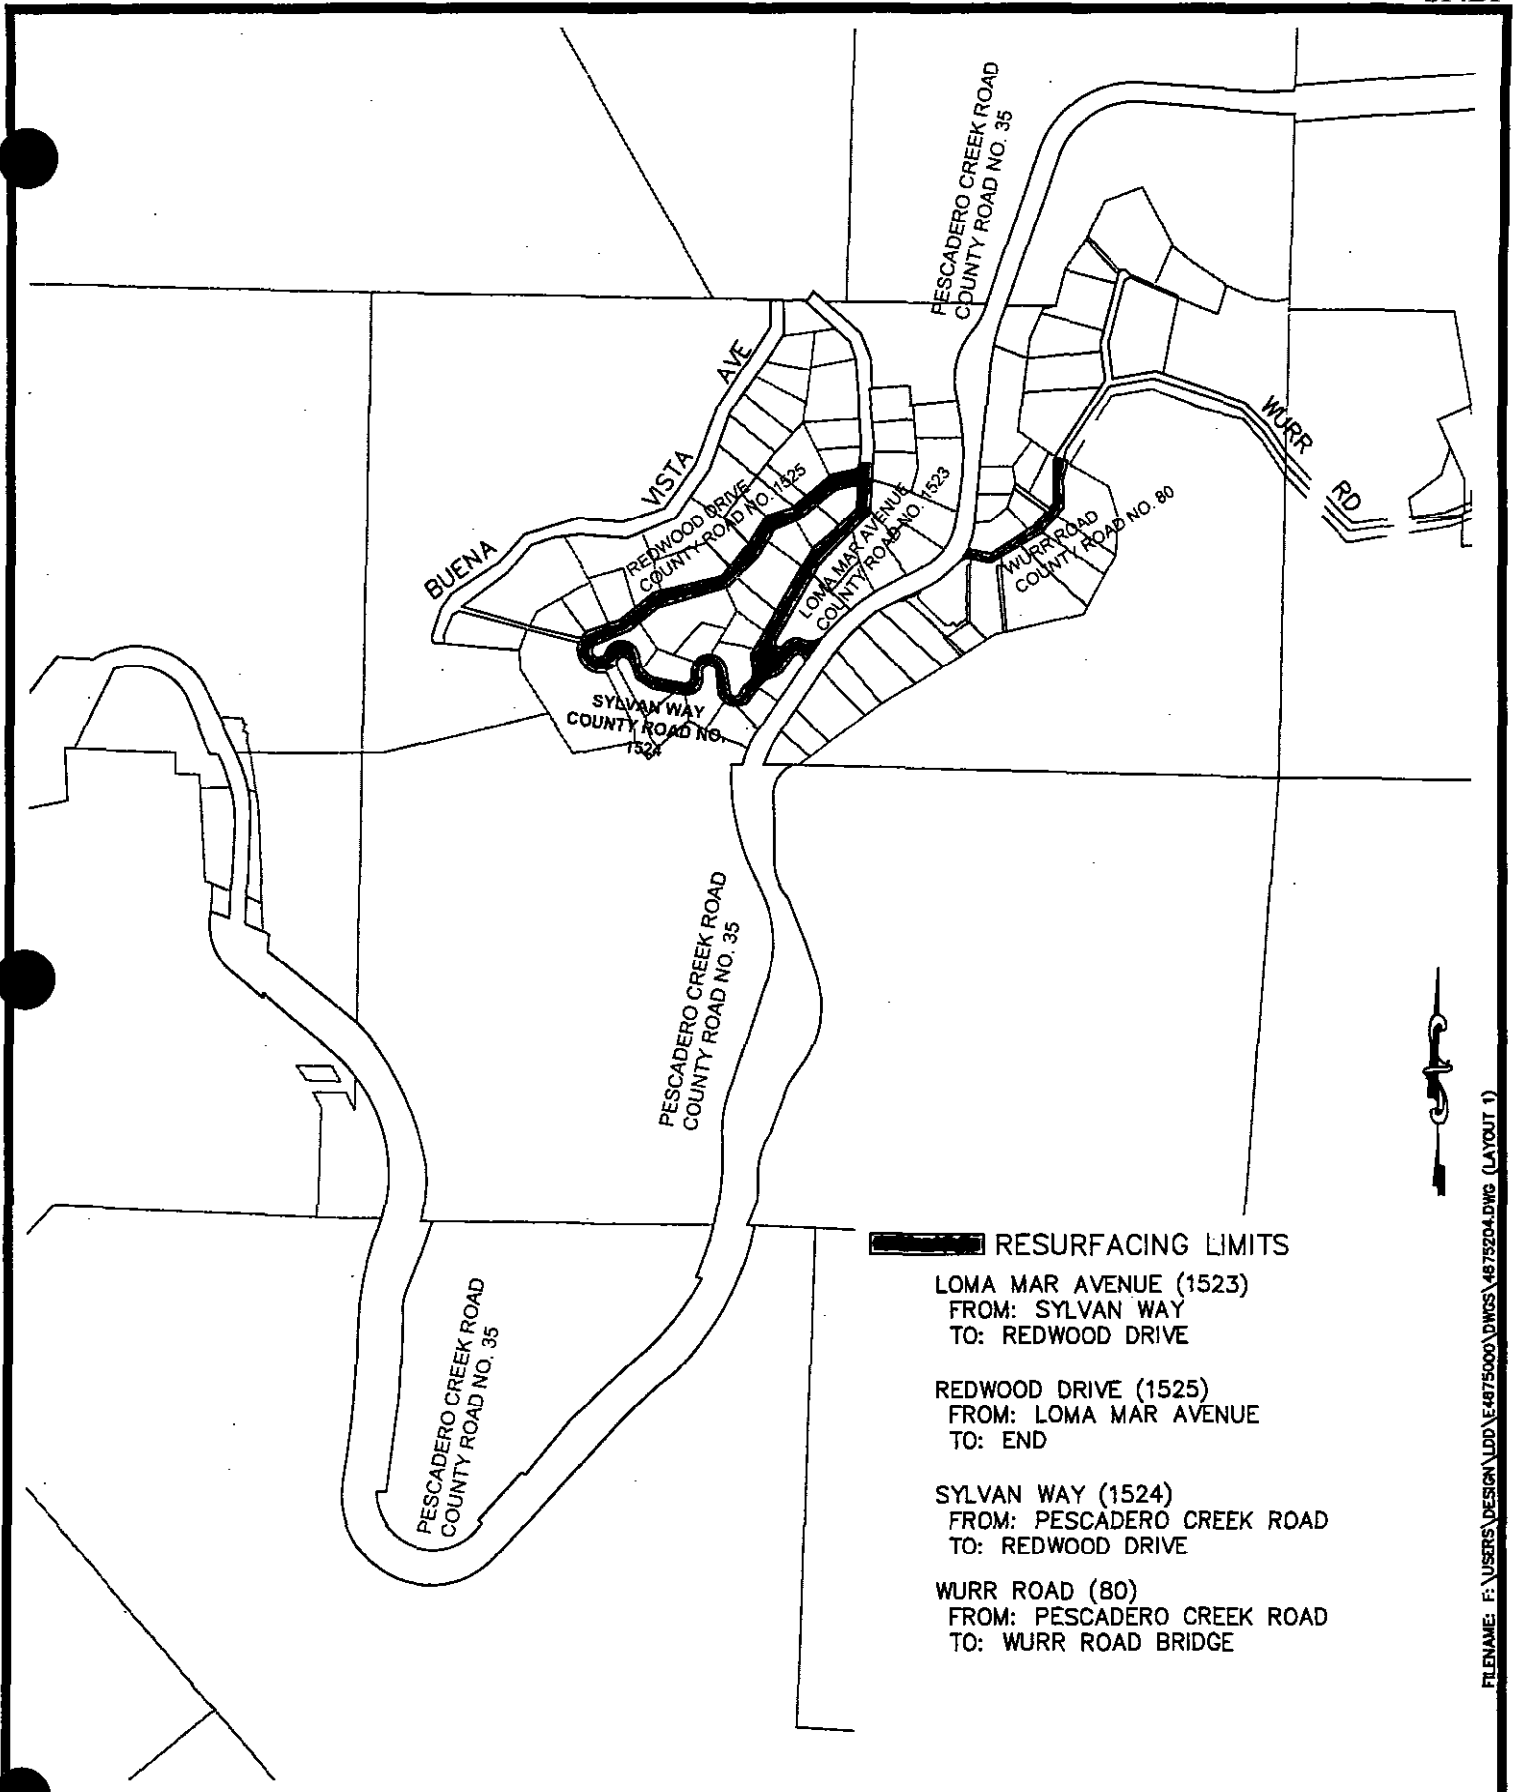 PESCADERO CREEK ROAD
COUNTY ROAD NO. 35
BUENA VISTA AVE
REDWOOD DRIVE
COUNTY ROAD NO. 1525
LOMA MAR AVENUE
COUNTY ROAD NO. 1523
WURR RD
WURR ROAD
COUNTY ROAD NO. 80
SYLVAN WAY
COUNTY ROAD NO.
1524
PESCADERO CREEK ROAD
COUNTY ROAD NO. 35
PESCADERO CREEK ROAD
COUNTY ROAD NO. 35
RESURFACING LIMITS
LOMA MAR AVENUE (1523)
FROM: SYLVAN WAY
TO: REDWOOD DRIVE
REDWOOD DRIVE (1525)
FROM: LOMA MAR AVENUE
TO: END
SYLVAN WAY (1524)
FROM: PESCADERO CREEK ROAD
TO: REDWOOD DRIVE
WURR ROAD (80)
FROM: PESCADERO CREEK ROAD
TO: WURR ROAD BRIDGE
FILENAME: F:\USERS\DESIGN\LDD\E4875000\DWGS\4875204.DWG (LAYOUT 1)